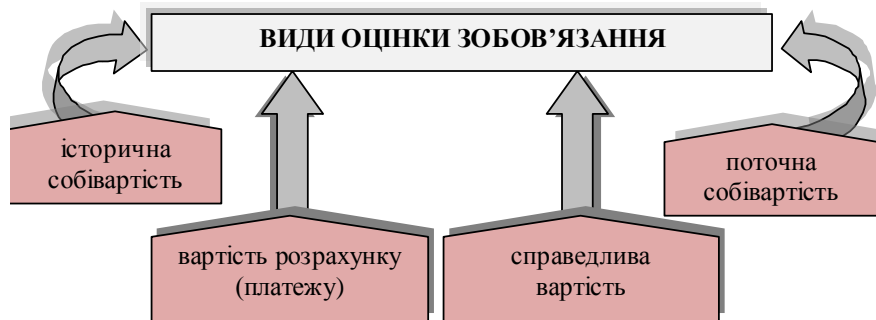 ВИДИ ОЦІНКИ ЗОБОВ’ЯЗАННЯ
історична
собівартість
поточна
собівартість
вартість розрахунку
(платежу)
справедлива
вартість